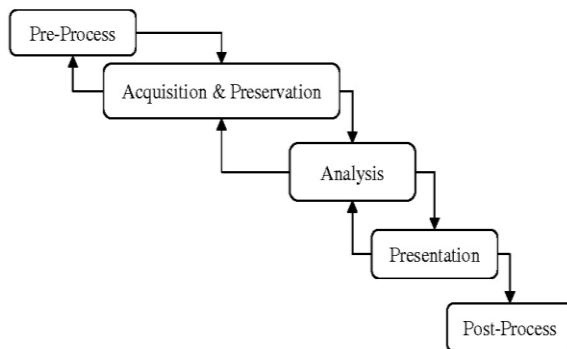 Pre-Process
Acquisition & Preservation
Analysis
Presentation
Post-Process